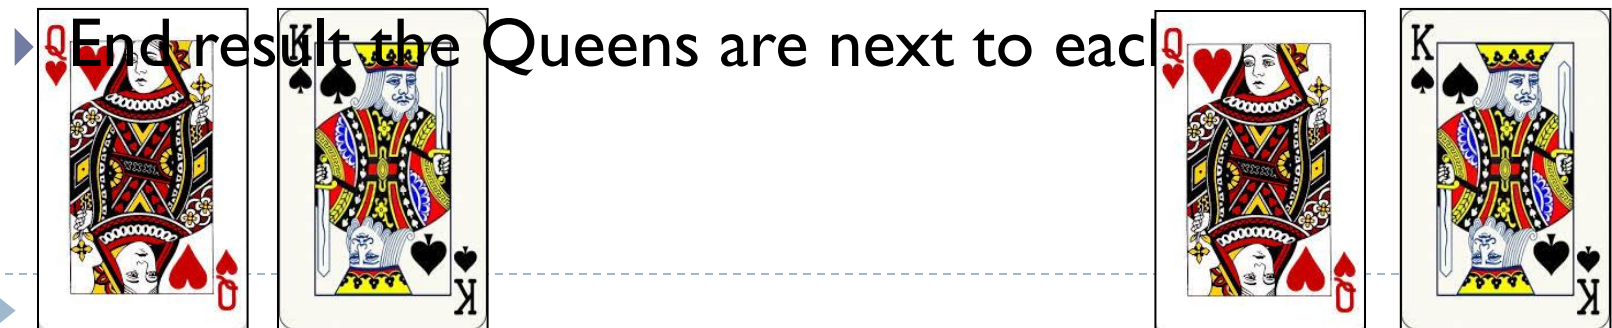 End result the Queens are next to eac
Q K Q K
Q K Q K